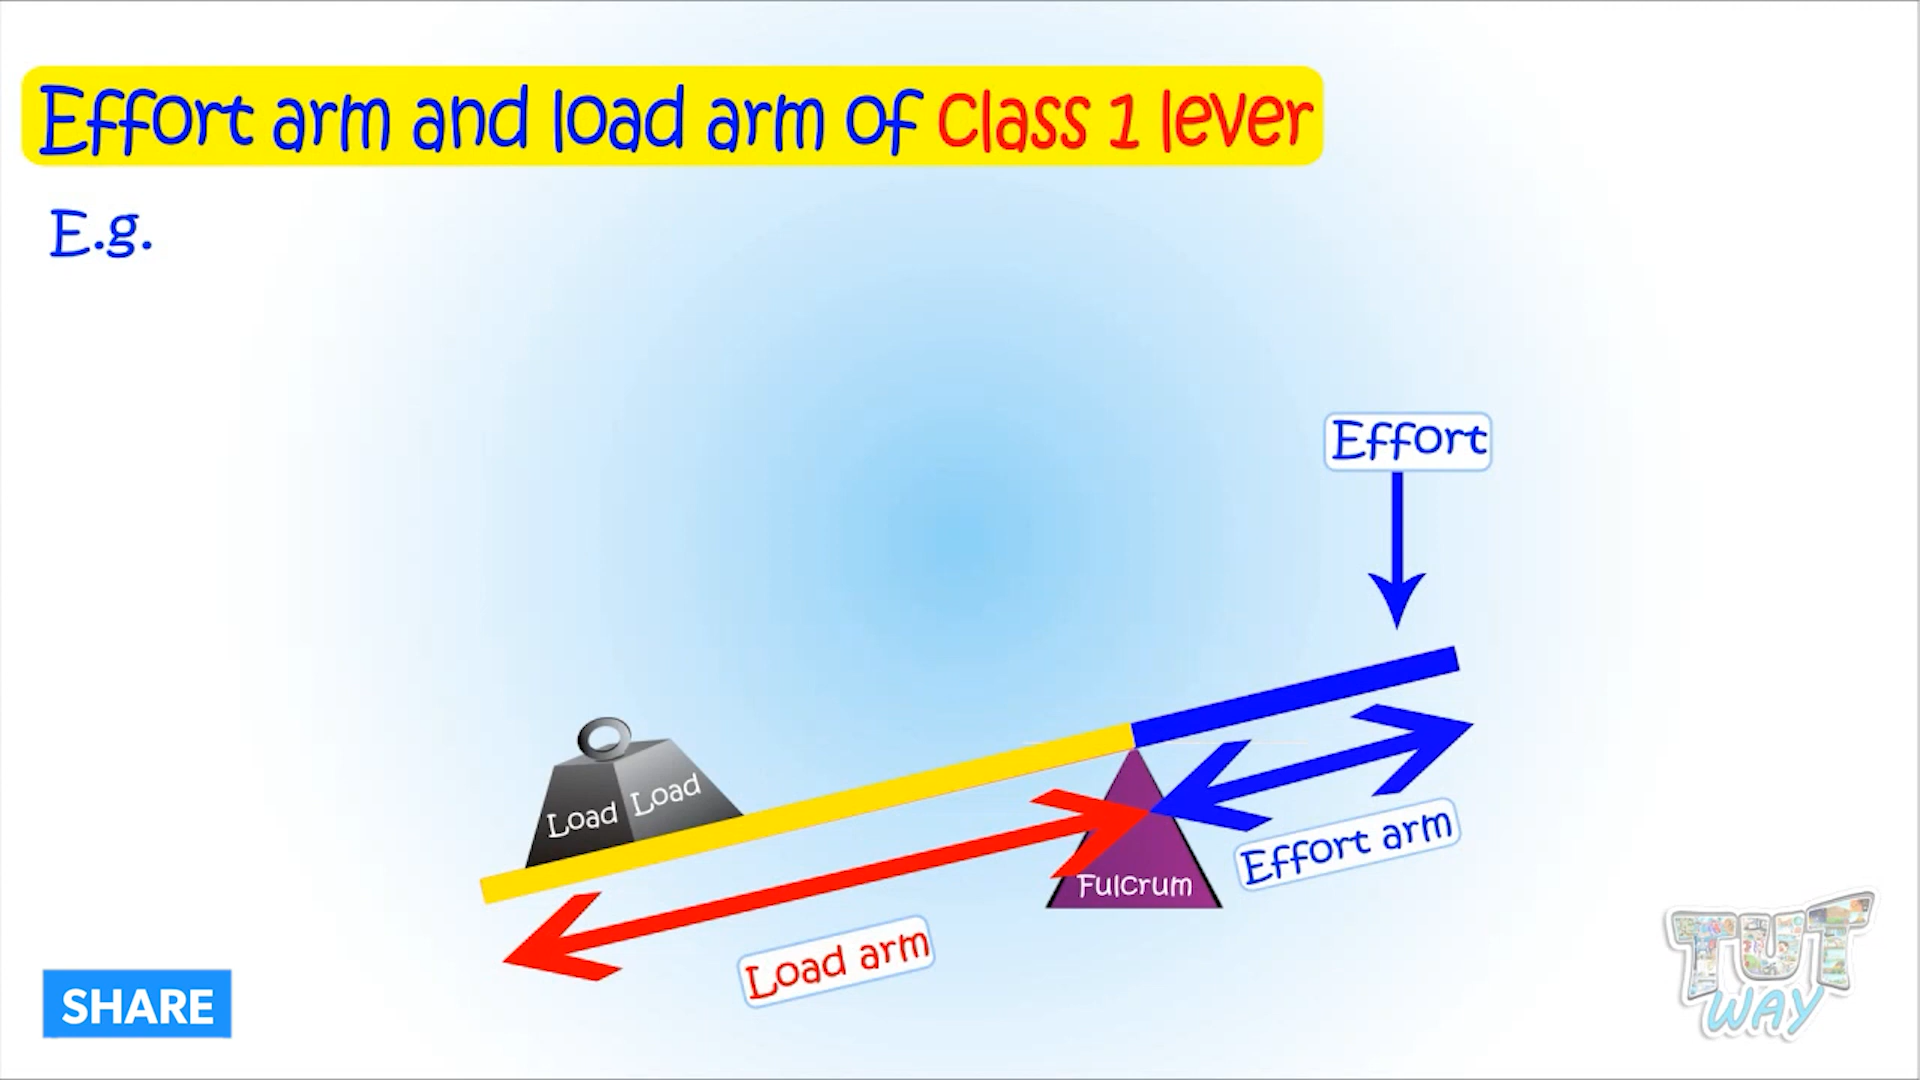 Effort arm and load arm of Class 1 lever
E.g.
Effort
Load Load
Effort arm
Fulcrum
Load arm
SHARE
TUT
WAY